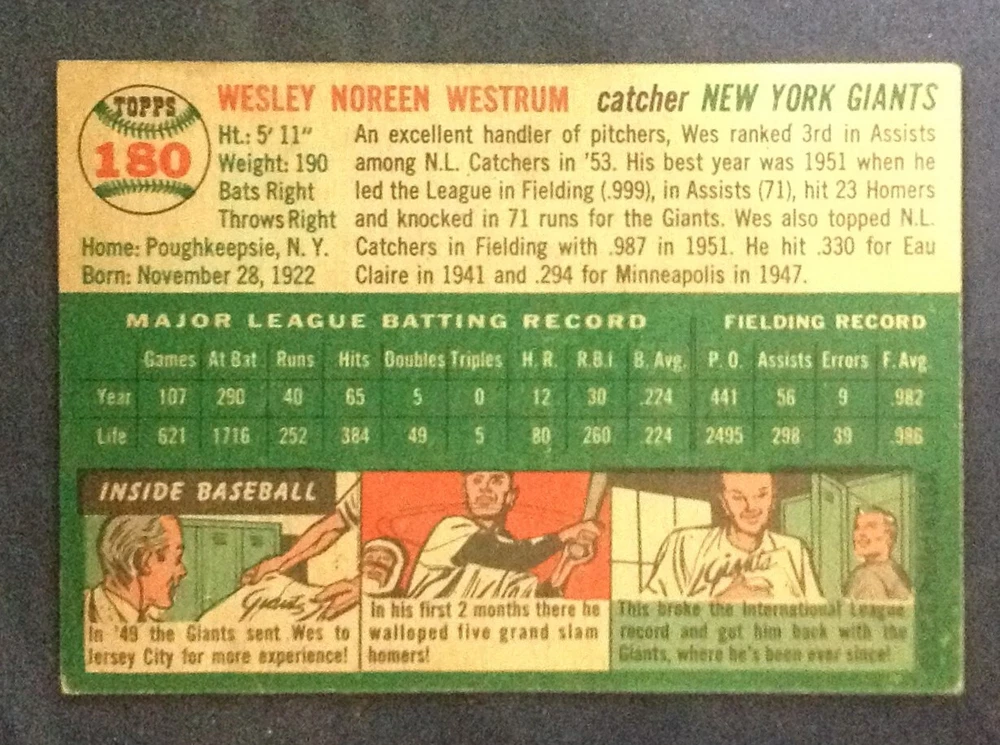 TOPPS
180
WESLEY NOREEN WESTRUM catcher NEW YORK GIANTS
Ht.: 5' 11"
Weight: 190
Bats Right
Throws Right
Home: Poughkeepsie, N. Y.
Born: November 28, 1922
An excellent handler of pitchers, Wes ranked 3rd in Assists
among N.L. Catchers in '53. His best year was 1951 when he
led the League in Fielding (.999), in Assists (71), hit 23 Homers
and knocked in 71 runs for the Giants. Wes also topped N.L.
Catchers in Fielding with .987 in 1951. He hit .330 for Eau
Claire in 1941 and .294 for Minneapolis in 1947.
MAJOR LEAGUE BATTING RECORD FIELDING RECORD
Games At Bat Runs Hits Doubles Triples H. R. R.B.I B. Avg. P. O. Assists Errors F. Avg
Year 107 290 40 65 5 0 12 30 .224 441 56 9 .982
Life 621 1716 252 384 49 5 80 260 .224 2495 298 39 .986
INSIDE BASEBALL
Giants
In '49 the Giants sent Wes to
Jersey City for more experience!
In his first 2 months there he
walloped five grand slam
homers!
Giants
This broke the International League
record and got him back with the
Giants, where he's been ever since!